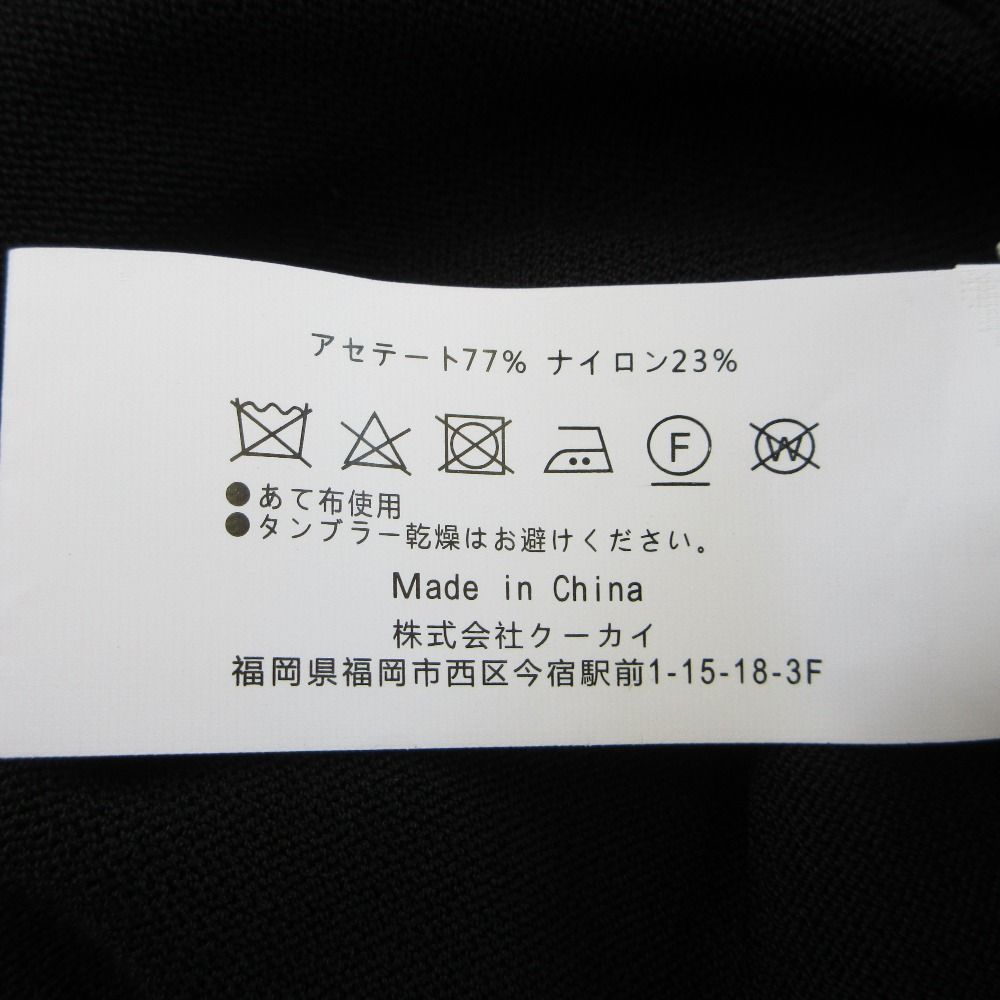 アセテート77% ナイロン23%
F W
●あて布使用
●タンブラー乾燥はお避けください。
Made in China
株式会社クーカイ
福岡県福岡市西区今宿駅前1-15-18-3F